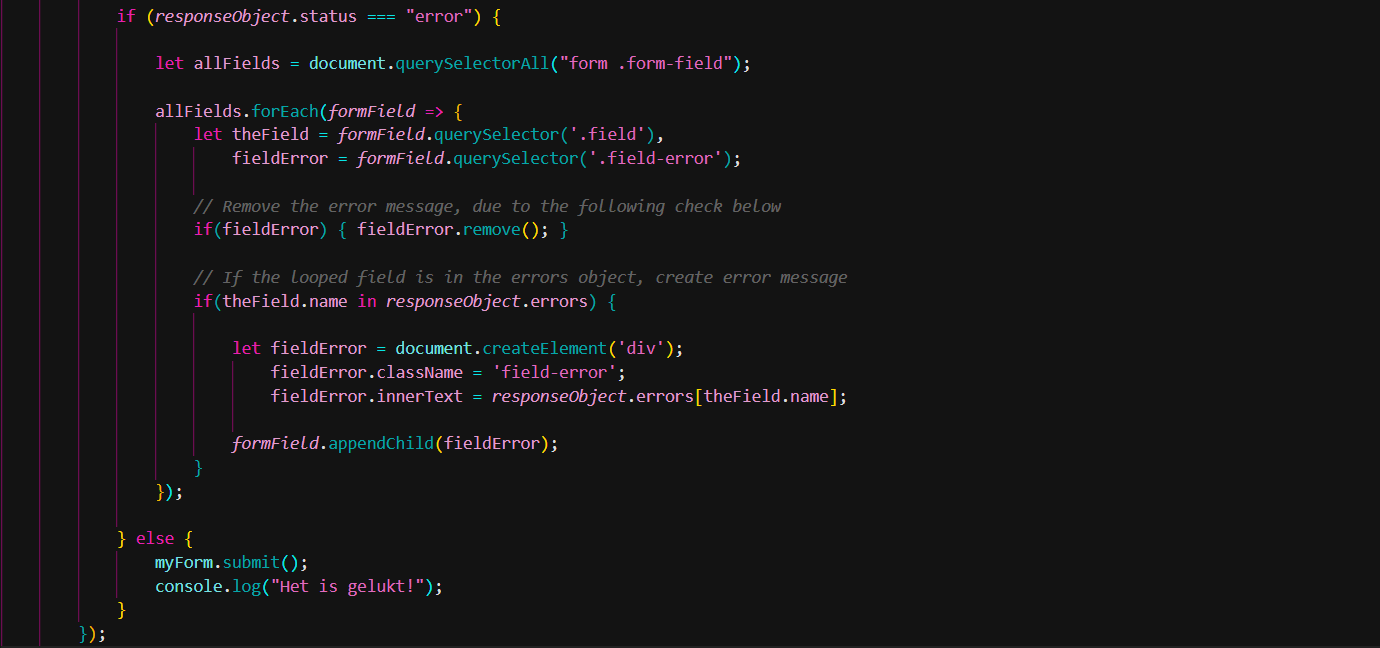 if (responseObject.status === "error") {
let allFields = document.querySelectorAll("form .form-field");
allFields.forEach(formField => {
let theField = formField.querySelector('.field'),
fieldError = formField.querySelector('.field-error');
// Remove the error message, due to the following check below
if(fieldError) { fieldError.remove(); }
// If the looped field is in the errors object, create error message
if(theField.name in responseObject.errors) {
let fieldError = document.createElement('div');
fieldError.className = 'field-error';
fieldError.innerText = responseObject.errors[theField.name];
formField.appendChild(fieldError);
}
});
} else {
myForm.submit();
console.log("Het is gelukt!");
}
});